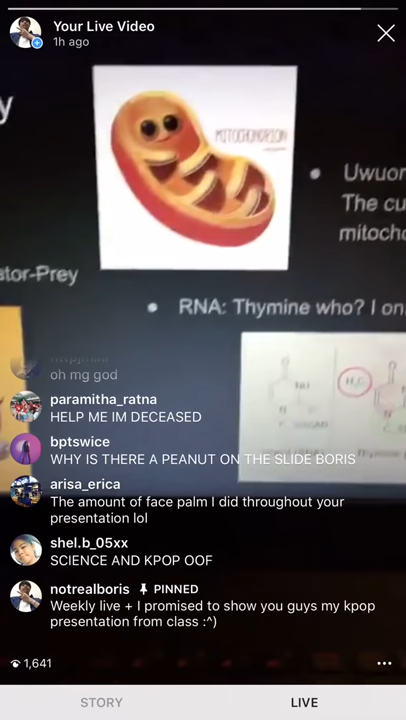 Your Live Video
1h ago
y
MITOCHONDRION
Uwuor
The cu
mitocho
ator-Prey
RNA: Thymine who? I on
oh mg god
paramitha_ratna
HELP ME IM DECEASED
bptswice
WHY IS THERE A PEANUT ON THE SLIDE BORIS
arisa_erica
The amount of face palm I did throughout your
presentation lol
shel.b_05xx
SCIENCE AND KPOP OOF
notrealboris PINNED
Weekly live + I promised to show you guys my kpop
presentation from class :^)
1,641
STORY LIVE